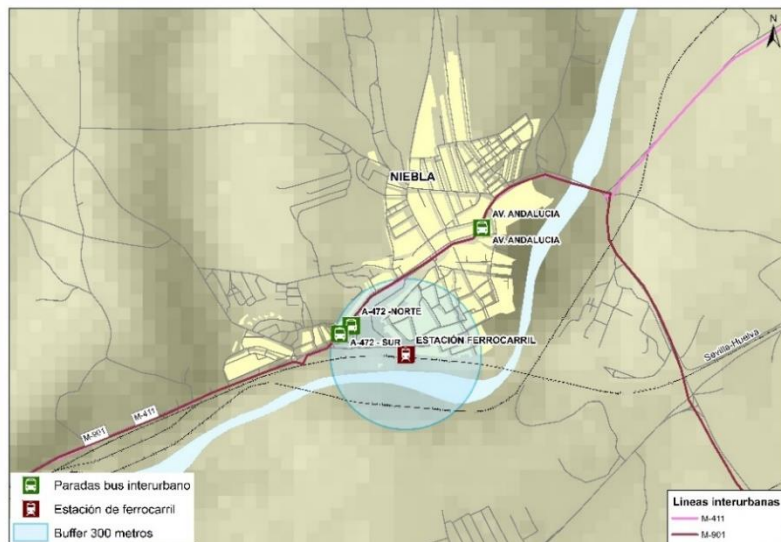 N
NIEBLA
AV. ANDALUCIA
AV. ANDALUCIA
A-472 -NORTE
A-472 - SUR
ESTACIÓN FERROCARRIL
Sevilla-Huelva
M-411
M-901
Paradas bus interurbano
Estación de ferrocarril
Buffer 300 metros
Lineas interurbanas
M-411
M-901